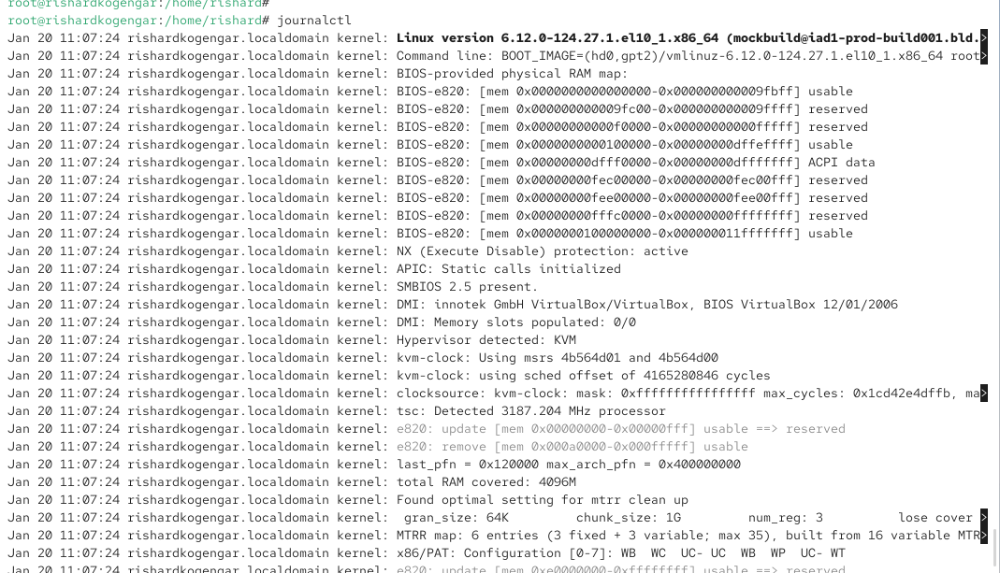 root@rishardkogengar:/home/rishard#
root@rishardkogengar:/home/rishard# journalctl
Jan 20 11:07:24 rishardkogengar.localdomain kernel: Linux version 6.12.0-124.27.1.el10_1.x86_64 (mockbuild@iad1-prod-build001.bld.>
Jan 20 11:07:24 rishardkogengar.localdomain kernel: Command line: BOOT_IMAGE=(hd0,gpt2)/vmlinuz-6.12.0-124.27.1.el10_1.x86_64 root>
Jan 20 11:07:24 rishardkogengar.localdomain kernel: BIOS-provided physical RAM map:
Jan 20 11:07:24 rishardkogengar.localdomain kernel: BIOS-e820: [mem 0x0000000000000000-0x000000000009fbff] usable
Jan 20 11:07:24 rishardkogengar.localdomain kernel: BIOS-e820: [mem 0x000000000009fc00-0x000000000009ffff] reserved
Jan 20 11:07:24 rishardkogengar.localdomain kernel: BIOS-e820: [mem 0x00000000000f0000-0x00000000000fffff] reserved
Jan 20 11:07:24 rishardkogengar.localdomain kernel: BIOS-e820: [mem 0x0000000000100000-0x00000000dffeffff] usable
Jan 20 11:07:24 rishardkogengar.localdomain kernel: BIOS-e820: [mem 0x00000000dfff0000-0x00000000dfffffff] ACPI data
Jan 20 11:07:24 rishardkogengar.localdomain kernel: BIOS-e820: [mem 0x00000000fec00000-0x00000000fec00fff] reserved
Jan 20 11:07:24 rishardkogengar.localdomain kernel: BIOS-e820: [mem 0x00000000fee00000-0x00000000fee00fff] reserved
Jan 20 11:07:24 rishardkogengar.localdomain kernel: BIOS-e820: [mem 0x00000000fffc0000-0x00000000ffffffff] reserved
Jan 20 11:07:24 rishardkogengar.localdomain kernel: BIOS-e820: [mem 0x0000000100000000-0x000000011fffffff] usable
Jan 20 11:07:24 rishardkogengar.localdomain kernel: NX (Execute Disable) protection: active
Jan 20 11:07:24 rishardkogengar.localdomain kernel: APIC: Static calls initialized
Jan 20 11:07:24 rishardkogengar.localdomain kernel: SMBIOS 2.5 present.
Jan 20 11:07:24 rishardkogengar.localdomain kernel: DMI: innotek GmbH VirtualBox/VirtualBox, BIOS VirtualBox 12/01/2006
Jan 20 11:07:24 rishardkogengar.localdomain kernel: DMI: Memory slots populated: 0/0
Jan 20 11:07:24 rishardkogengar.localdomain kernel: Hypervisor detected: KVM
Jan 20 11:07:24 rishardkogengar.localdomain kernel: kvm-clock: Using msrs 4b564d01 and 4b564d00
Jan 20 11:07:24 rishardkogengar.localdomain kernel: kvm-clock: using sched offset of 4165280846 cycles
Jan 20 11:07:24 rishardkogengar.localdomain kernel: clocksource: kvm-clock: mask: 0xffffffffffffffff max_cycles: 0x1cd42e4dffb, ma>
Jan 20 11:07:24 rishardkogengar.localdomain kernel: tsc: Detected 3187.204 MHz processor
Jan 20 11:07:24 rishardkogengar.localdomain kernel: e820: update [mem 0x00000000-0x00000fff] usable ==> reserved
Jan 20 11:07:24 rishardkogengar.localdomain kernel: e820: remove [mem 0x000a0000-0x000fffff] usable
Jan 20 11:07:24 rishardkogengar.localdomain kernel: last_pfn = 0x120000 max_arch_pfn = 0x400000000
Jan 20 11:07:24 rishardkogengar.localdomain kernel: total RAM covered: 4096M
Jan 20 11:07:24 rishardkogengar.localdomain kernel: Found optimal setting for mtrr clean up
Jan 20 11:07:24 rishardkogengar.localdomain kernel:  gran_size: 64K         chunk_size: 1G          num_reg: 3          lose cover >
Jan 20 11:07:24 rishardkogengar.localdomain kernel: MTRR map: 6 entries (3 fixed + 3 variable; max 35), built from 16 variable MTR>
Jan 20 11:07:24 rishardkogengar.localdomain kernel: x86/PAT: Configuration [0-7]: WB  WC  UC- UC  WB  WP  UC- WT
Jan 20 11:07:24 rishardkogengar.localdomain kernel: e820: update [mem 0xe0000000-0xffffffff] usable ==> reserved